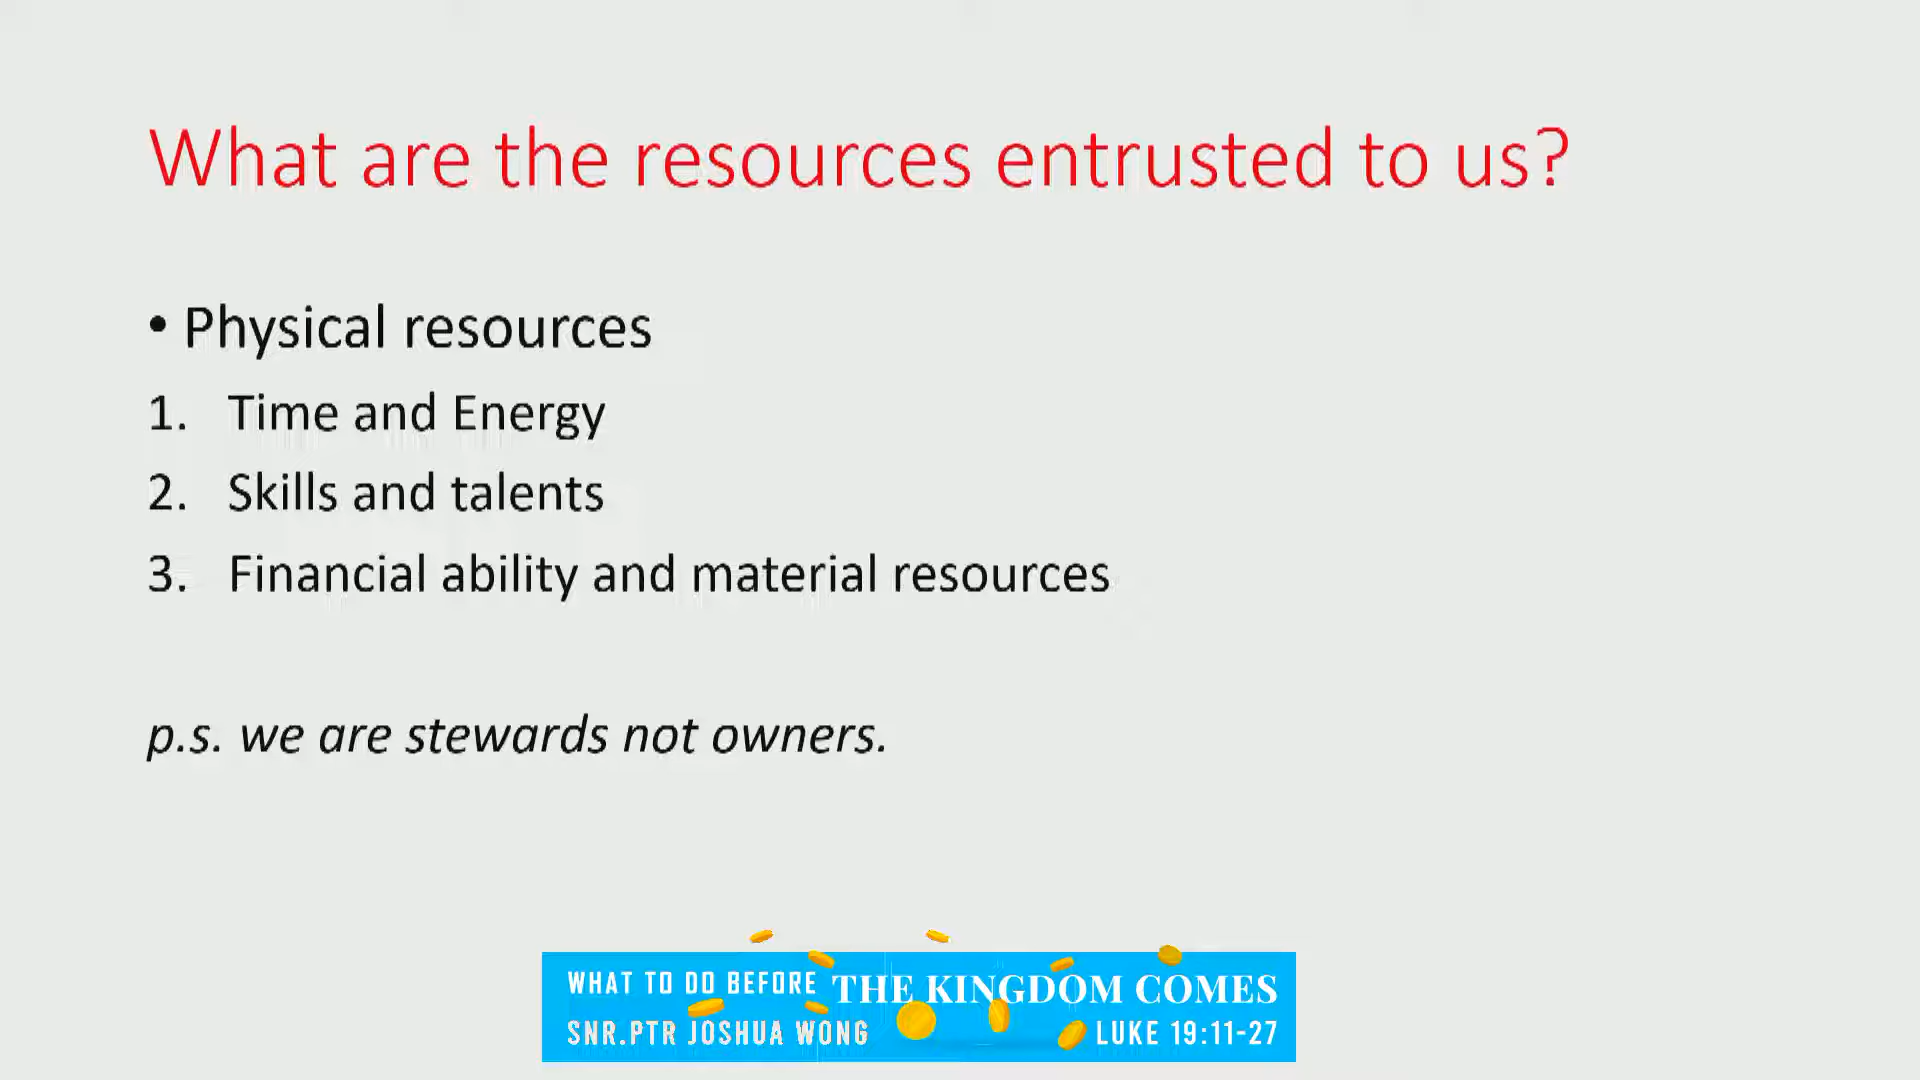 What are the resources entrusted to us?
• Physical resources
1. Time and Energy
2. Skills and talents
3. Financial ability and material resources
p.s. we are stewards not owners.
WHAT TO DO BEFORE THE KINGDOM COMES
SNR.PTR JOSHUA WONG LUKE 19:11-27